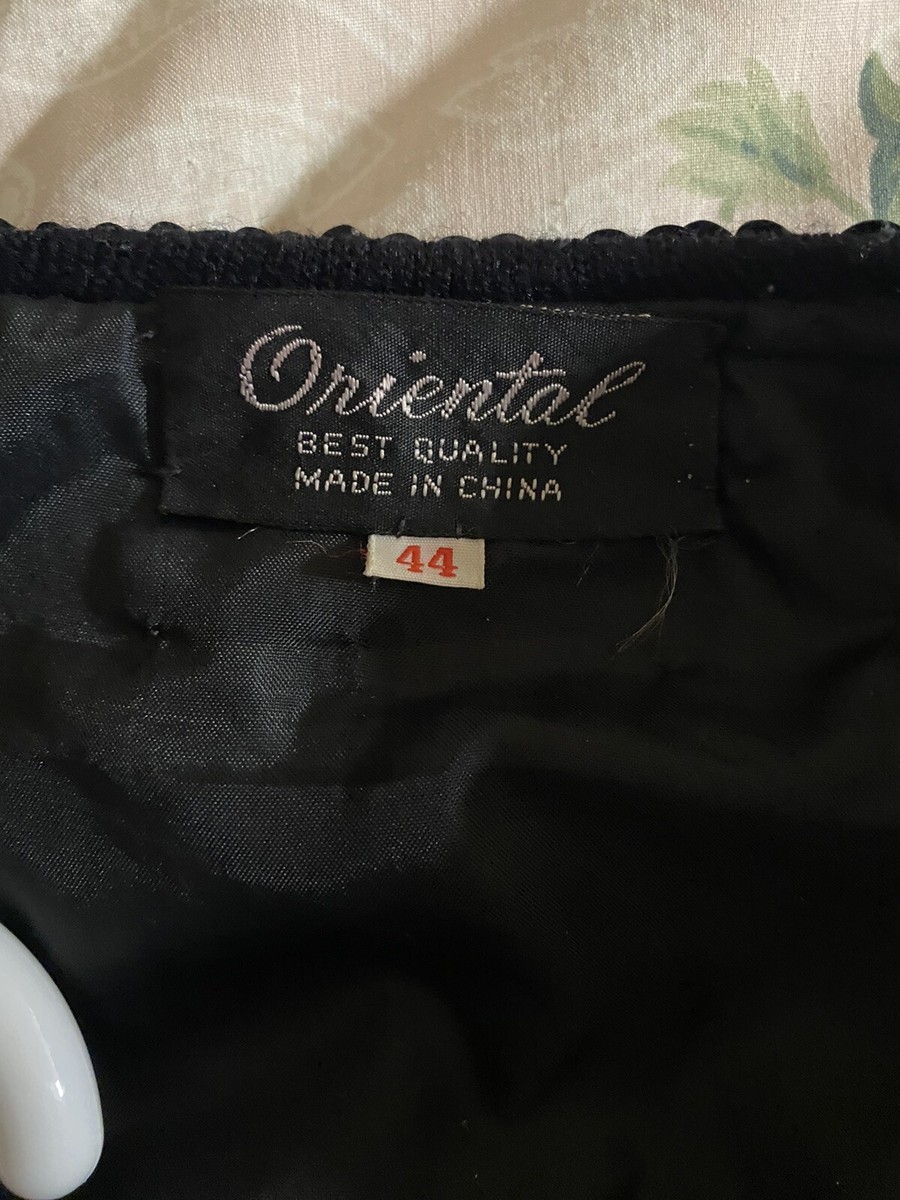 Oriental
BEST QUALITY
MADE IN CHINA
44